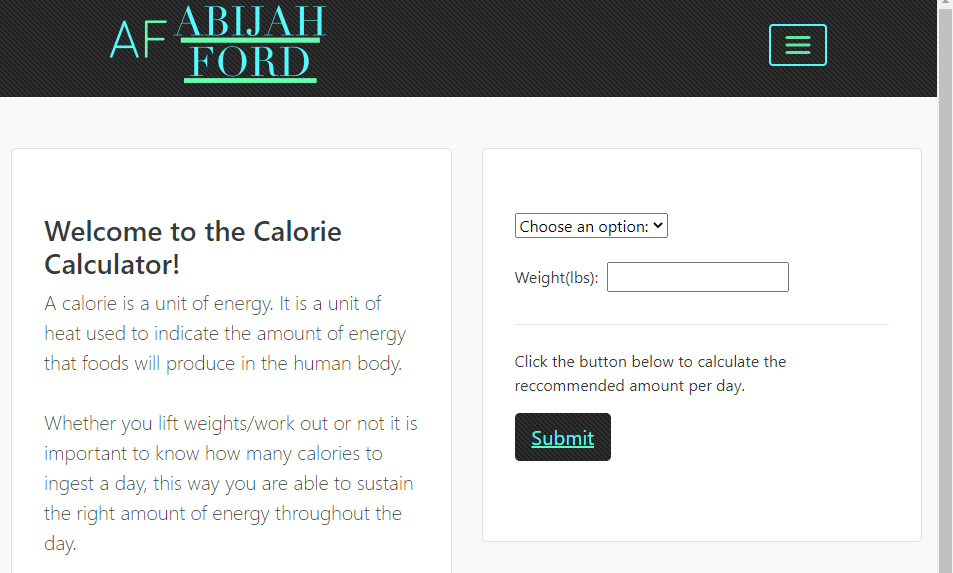 AF ABIJAH
FORD
Welcome to the Calorie
Calculator!
A calorie is a unit of energy. It is a unit of
heat used to indicate the amount of energy
that foods will produce in the human body.
Whether you lift weights/work out or not it is
important to know how many calories to
ingest a day, this way you are able to sustain
the right amount of energy throughout the
day.
Choose an option:
Weight(lbs):
Click the button below to calculate the
reccommended amount per day.
Submit